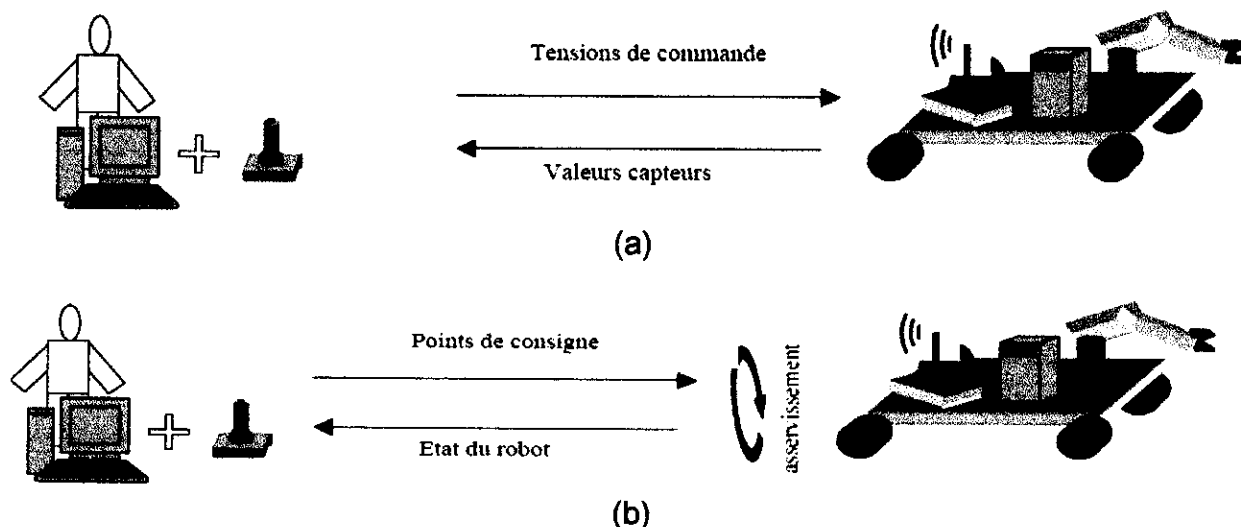 Tensions de commande
Valeurs capteurs
(a)
Points de consigne
Etat du robot
asservissement
(b)